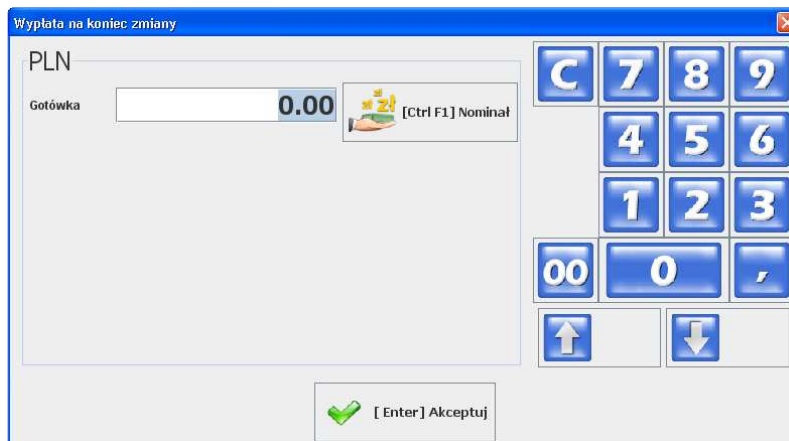 Wypłata na koniec zmiany
PLN
Gotówka
0.00
[Ctrl F1] Nominał
C 7 8 9
4 5 6
1 2 3
00 0 ,
[ Enter] Akceptuj